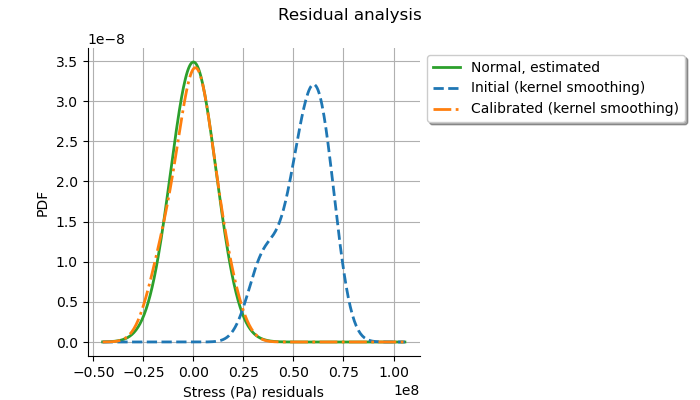 Residual analysis
1e−8
3.5
3.0
2.5
2.0
1.5
1.0
0.5
0.0
PDF
−0.50 −0.25 0.00 0.25 0.50 0.75 1.00
1e8
Stress (Pa) residuals
Normal, estimated
Initial (kernel smoothing)
Calibrated (kernel smoothing)